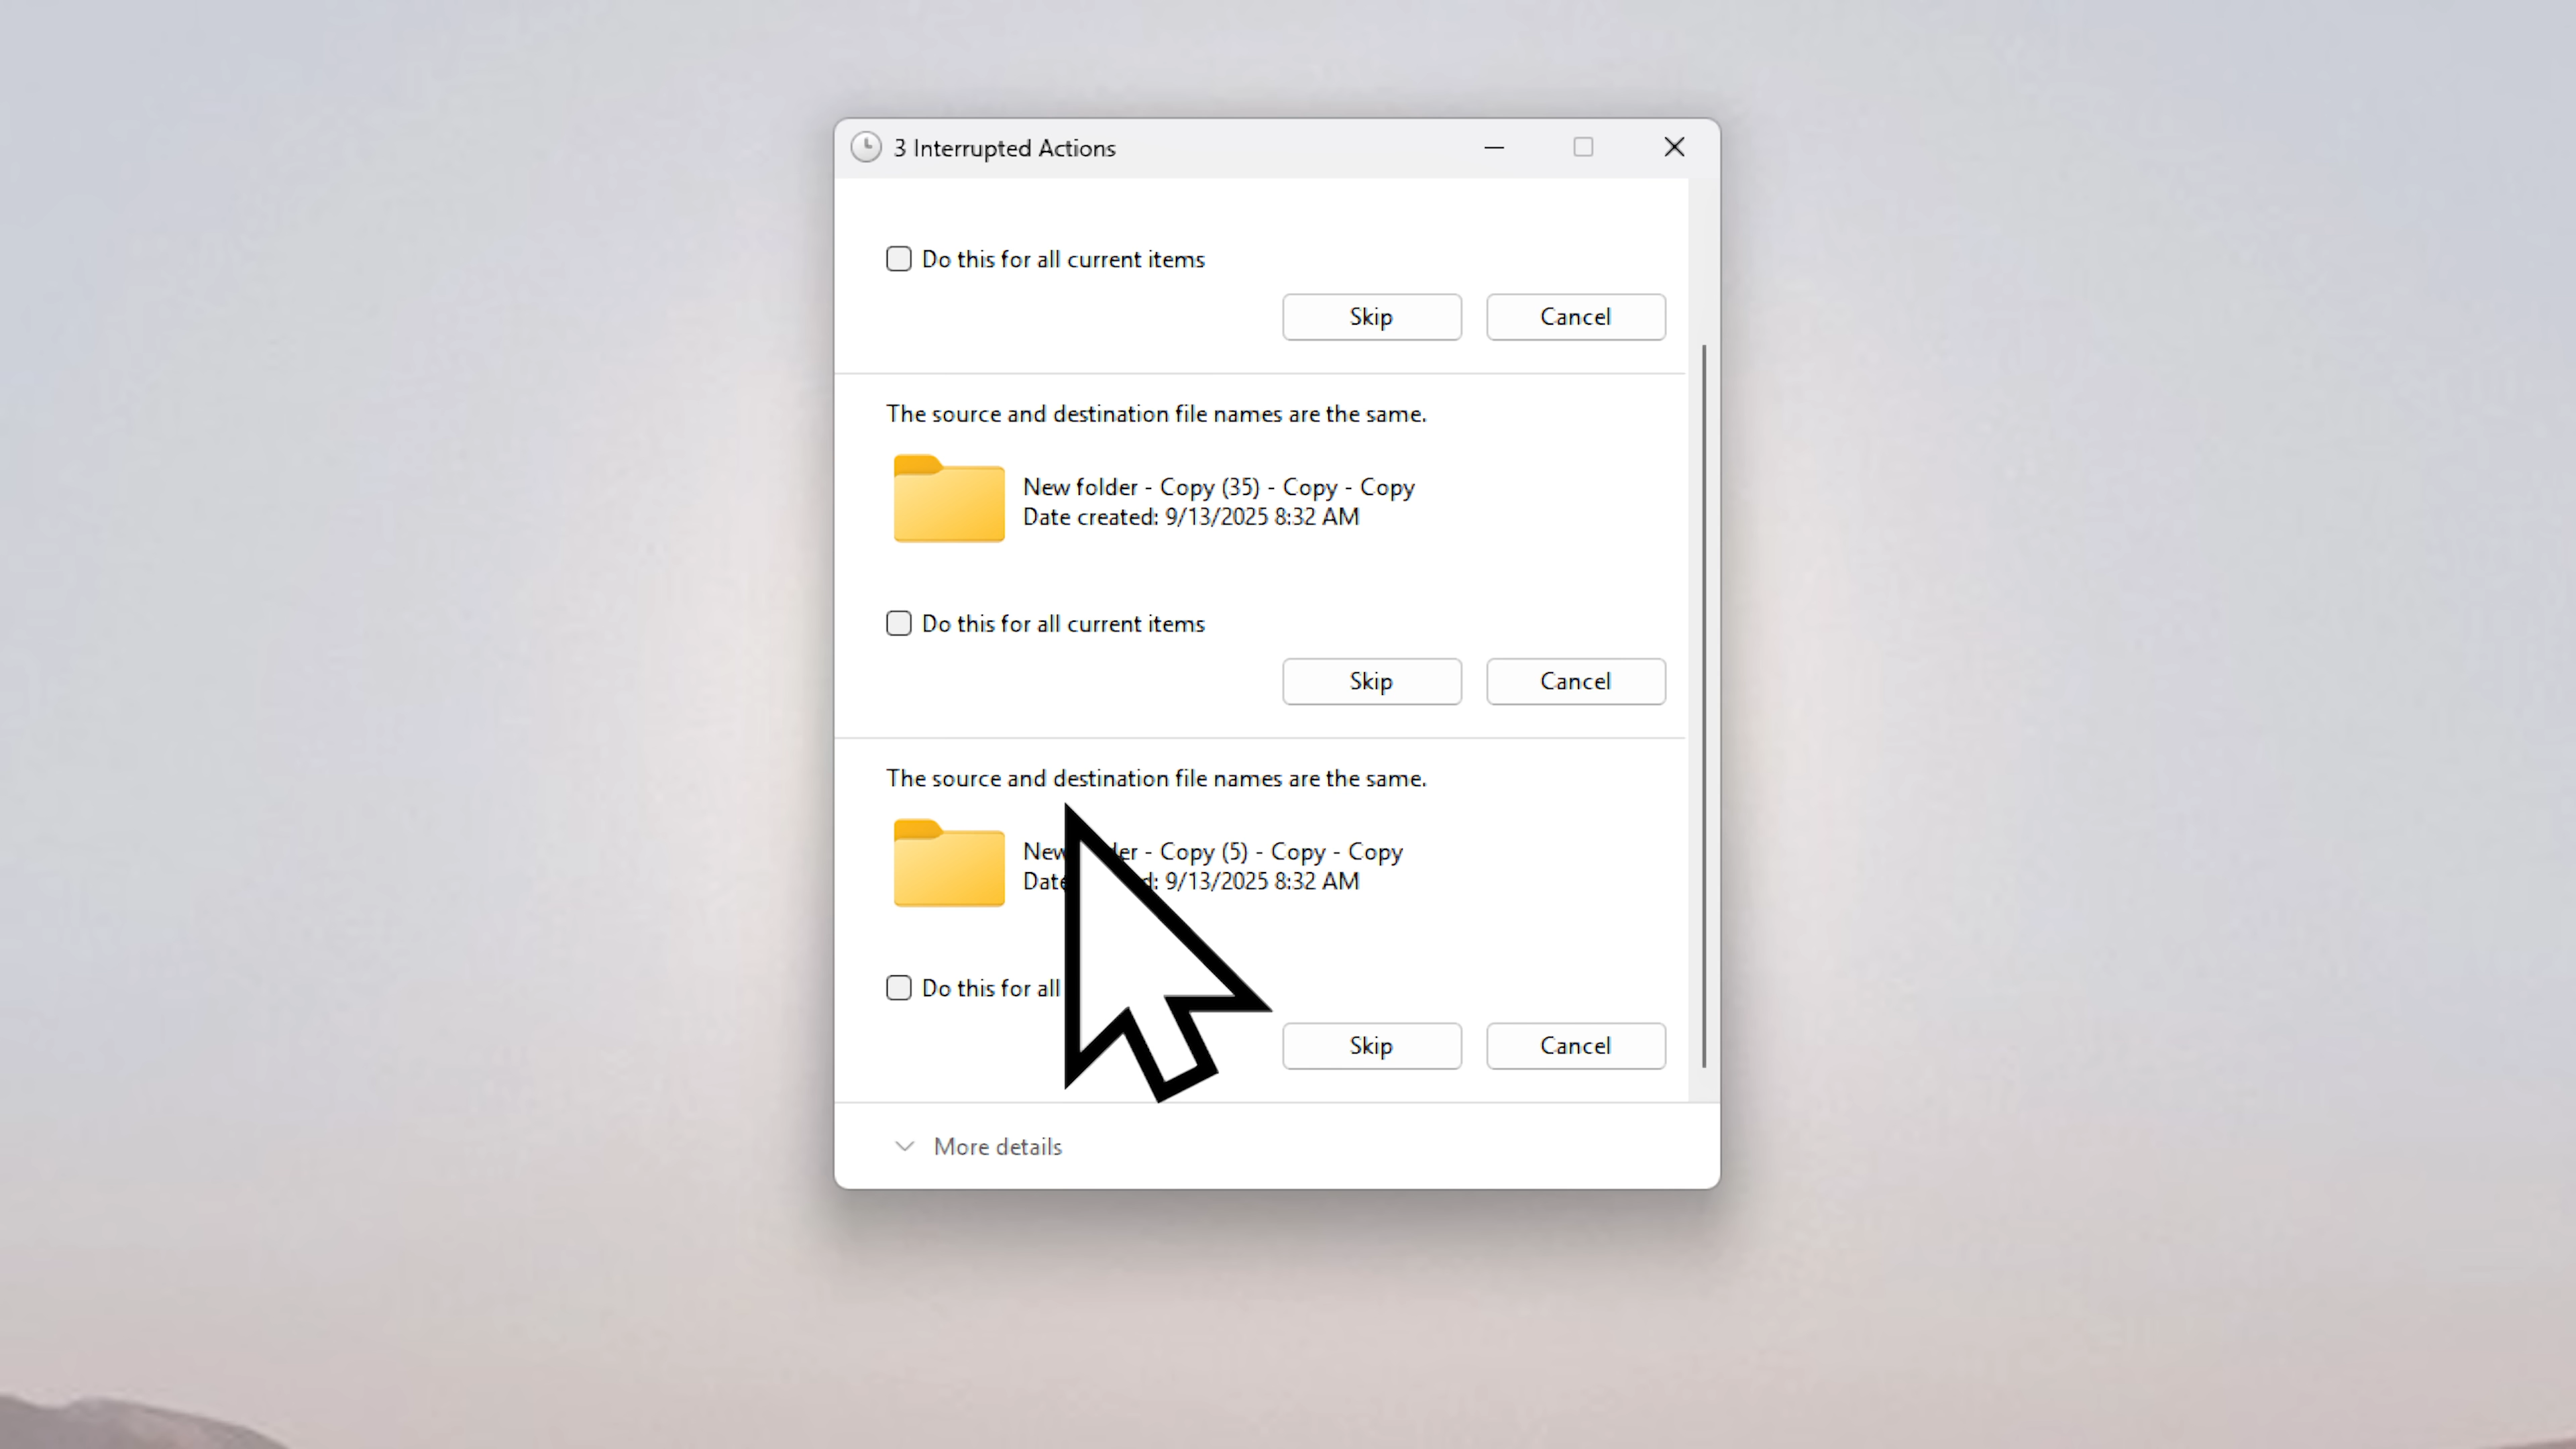 3 Interrupted Actions
Do this for all current items
Skip Cancel
The source and destination file names are the same.
New folder - Copy (35) - Copy - Copy
Date created: 9/13/2025 8:32 AM
Do this for all current items
Skip Cancel
The source and destination file names are the same.
- Copy (5) - Copy - Copy
9/13/2025 8:32 AM
Do this for all
Skip Cancel
More details